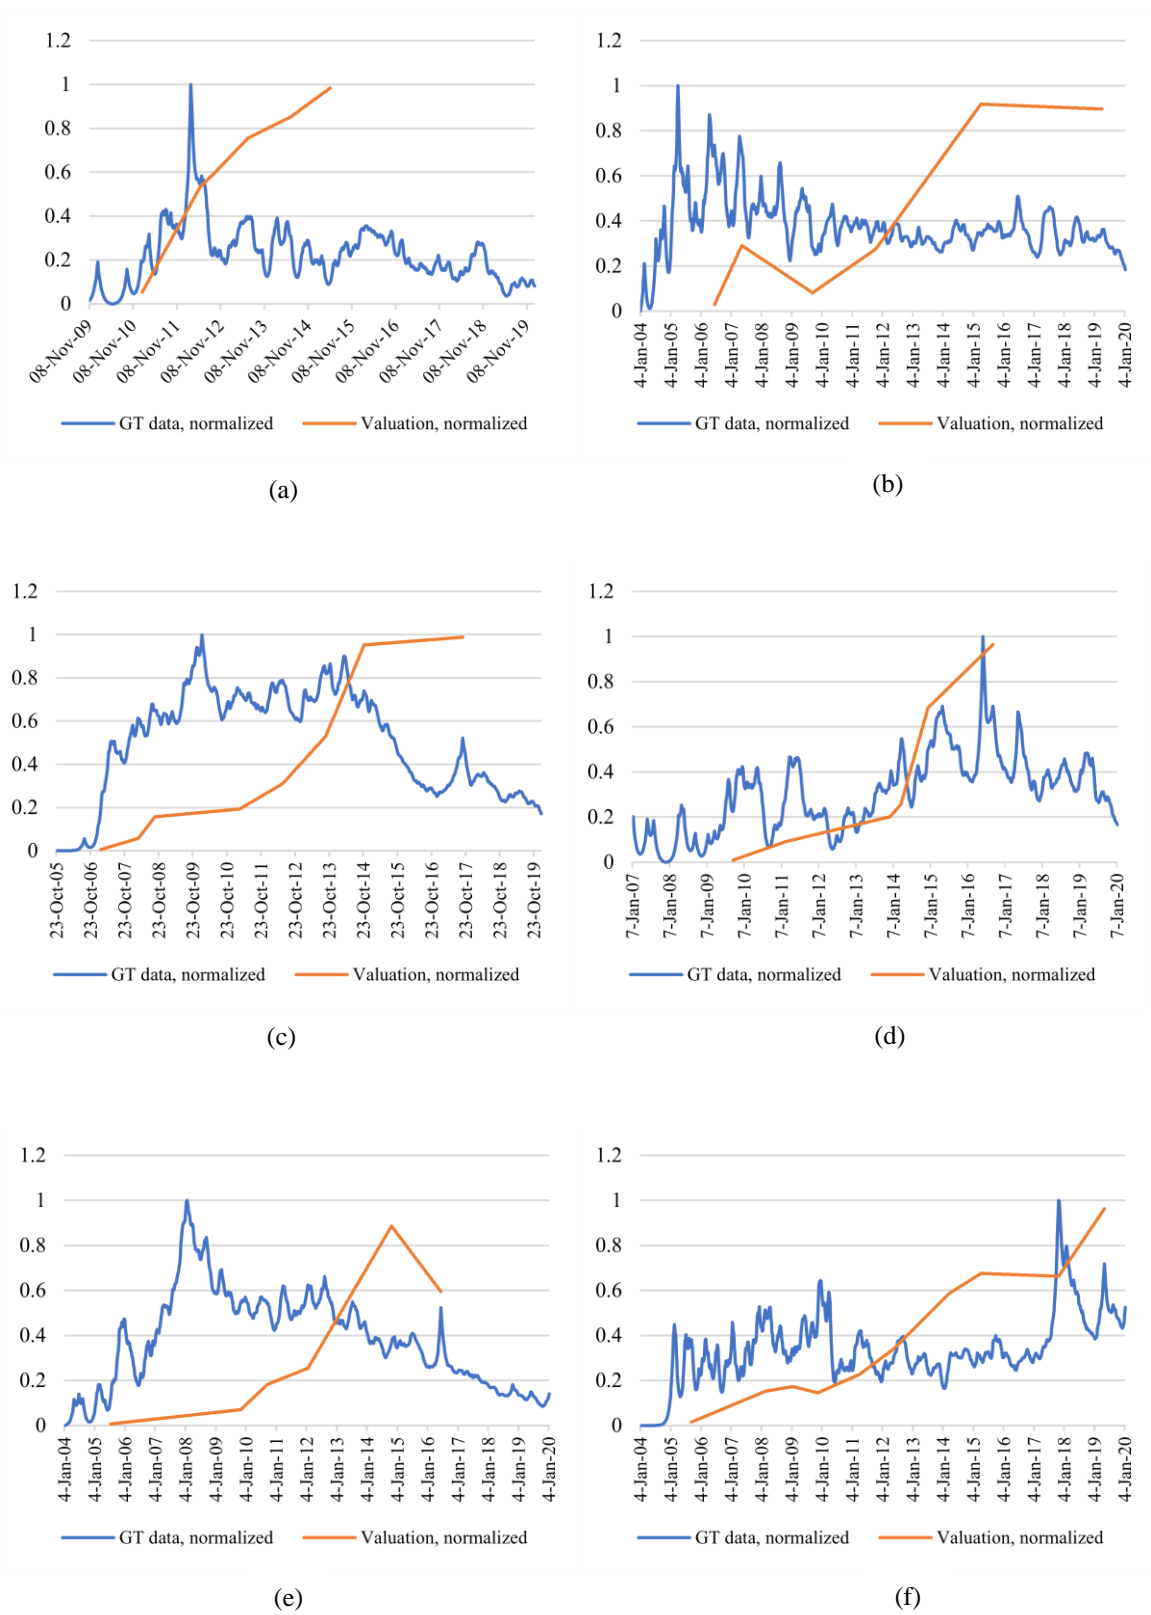 1.2
1
0.8
0.6
0.4
0.2
0
08-Nov-09
08-Nov-10
08-Nov-11
08-Nov-12
08-Nov-13
08-Nov-14
08-Nov-15
08-Nov-16
08-Nov-17
08-Nov-18
08-Nov-19
GT data, normalized Valuation, normalized
(a)
1.2
1
0.8
0.6
0.4
0.2
0
4-Jan-04
4-Jan-05
4-Jan-06
4-Jan-07
4-Jan-08
4-Jan-09
4-Jan-10
4-Jan-11
4-Jan-12
4-Jan-13
4-Jan-14
4-Jan-15
4-Jan-16
4-Jan-17
4-Jan-18
4-Jan-19
4-Jan-20
GT data, normalized Valuation, normalized
(b)
1.2
1
0.8
0.6
0.4
0.2
0
23-Oct-05
23-Oct-06
23-Oct-07
23-Oct-08
23-Oct-09
23-Oct-10
23-Oct-11
23-Oct-12
23-Oct-13
23-Oct-14
23-Oct-15
23-Oct-16
23-Oct-17
23-Oct-18
23-Oct-19
GT data, normalized Valuation, normalized
(c)
1.2
1
0.8
0.6
0.4
0.2
0
7-Jan-07
7-Jan-08
7-Jan-09
7-Jan-10
7-Jan-11
7-Jan-12
7-Jan-13
7-Jan-14
7-Jan-15
7-Jan-16
7-Jan-17
7-Jan-18
7-Jan-19
7-Jan-20
GT data, normalized Valuation, normalized
(d)
1.2
1
0.8
0.6
0.4
0.2
0
4-Jan-04
4-Jan-05
4-Jan-06
4-Jan-07
4-Jan-08
4-Jan-09
4-Jan-10
4-Jan-11
4-Jan-12
4-Jan-13
4-Jan-14
4-Jan-15
4-Jan-16
4-Jan-17
4-Jan-18
4-Jan-19
4-Jan-20
GT data, normalized Valuation, normalized
(e)
1.2
1
0.8
0.6
0.4
0.2
0
4-Jan-04
4-Jan-05
4-Jan-06
4-Jan-07
4-Jan-08
4-Jan-09
4-Jan-10
4-Jan-11
4-Jan-12
4-Jan-13
4-Jan-14
4-Jan-15
4-Jan-16
4-Jan-17
4-Jan-18
4-Jan-19
4-Jan-20
GT data, normalized Valuation, normalized
(f)